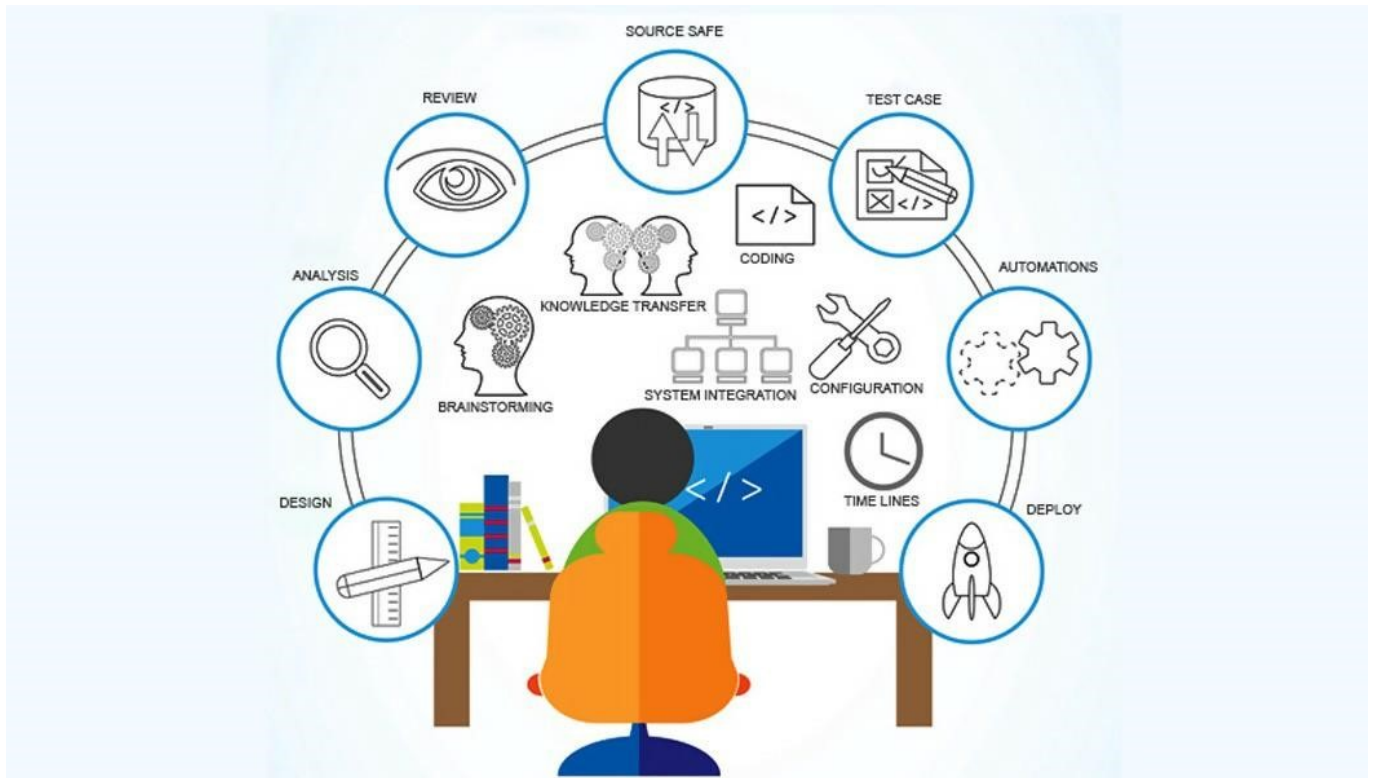 SOURCE SAFE
REVIEW
TEST CASE
</>
</>
</>
</>
CODING
ANALYSIS
AUTOMATIONS
KNOWLEDGE TRANSFER
SYSTEM INTEGRATION
CONFIGURATION
BRAINSTORMING
DESIGN
</>
TIME LINES
DEPLOY